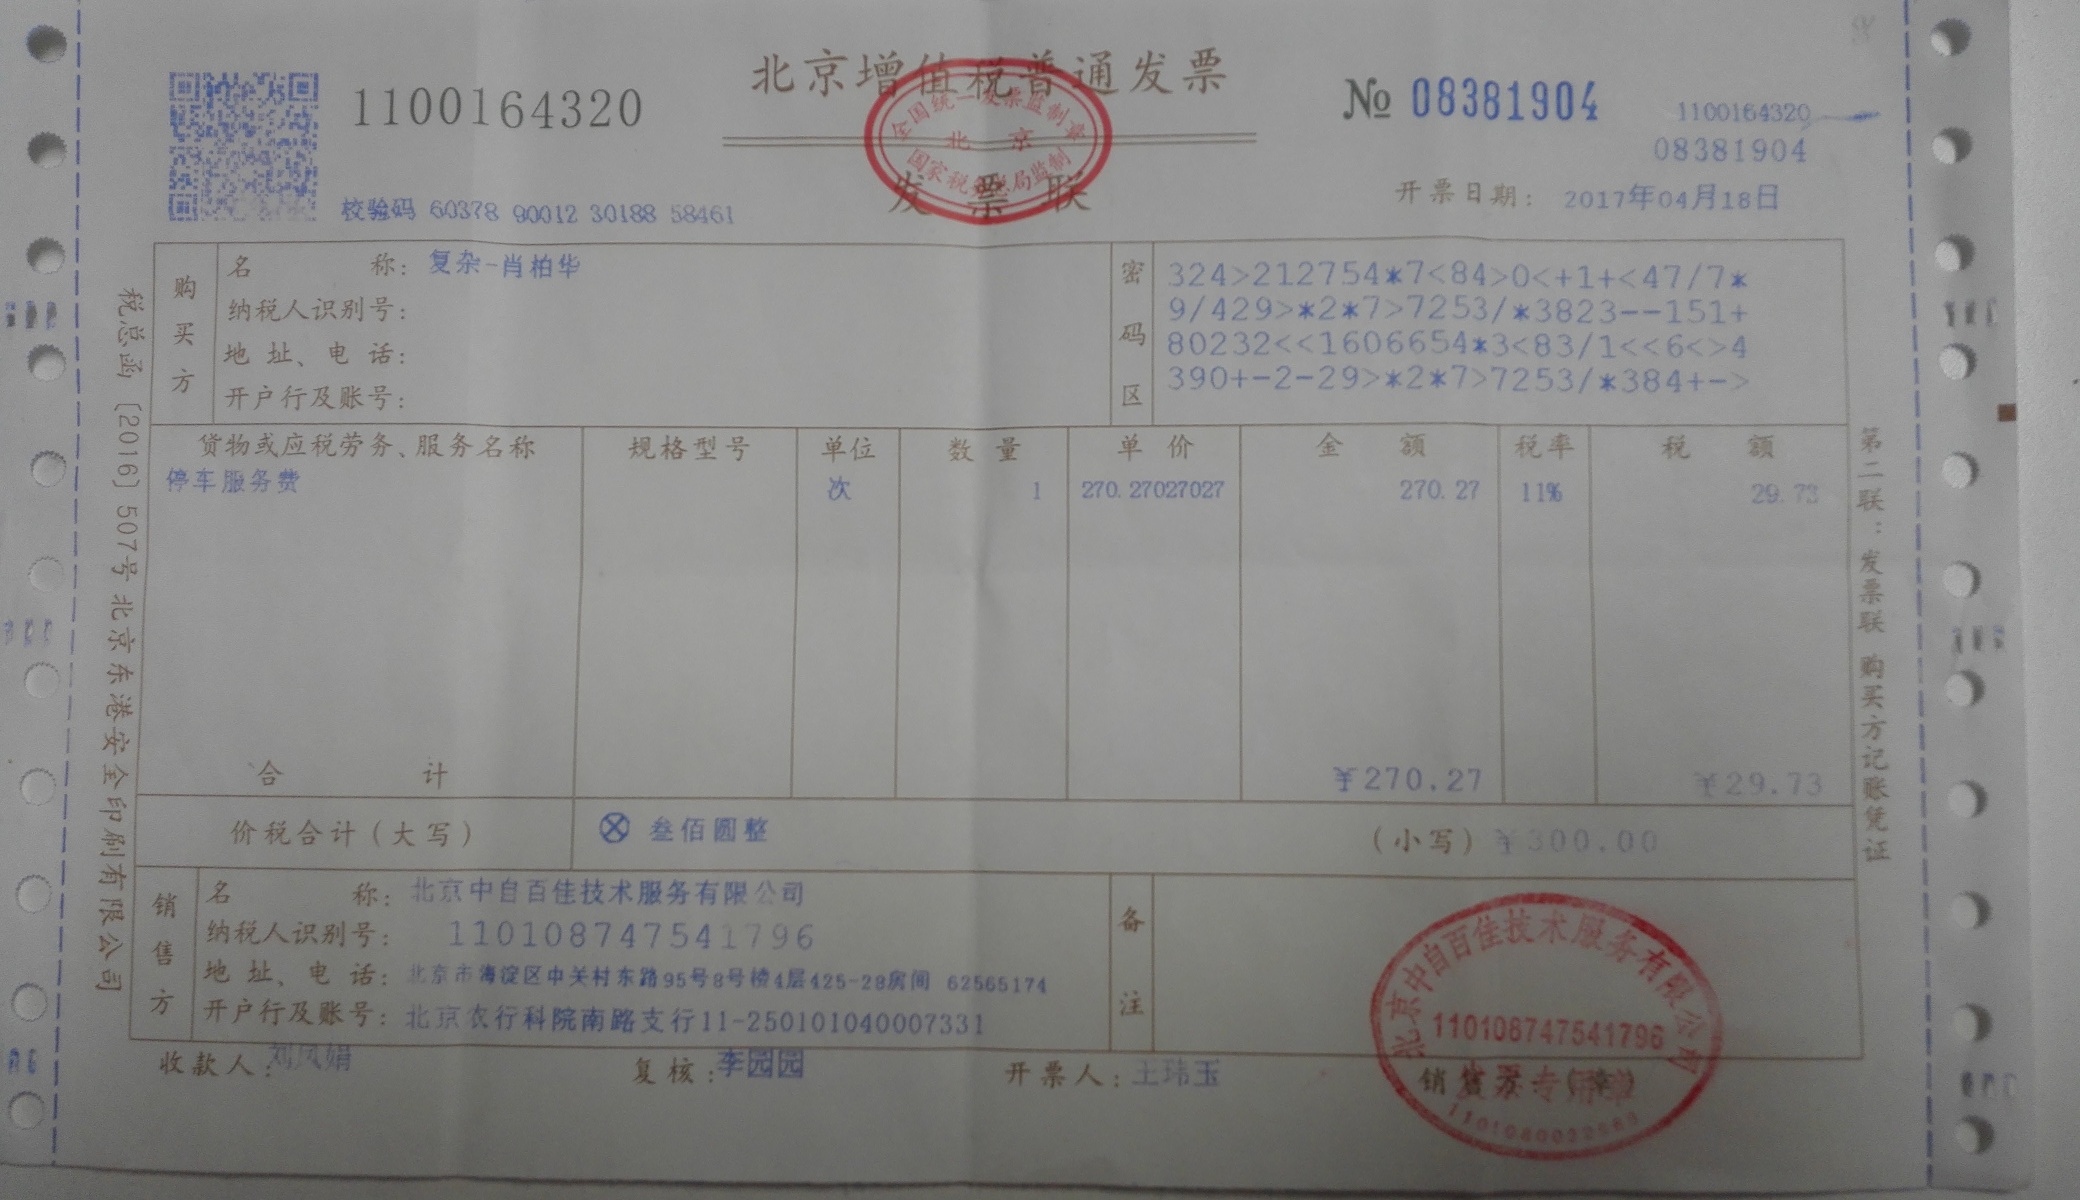 北京增值税普通发票
发票联
全国统一发票监制章
北京
国家税务总局监制
1100164320
№ 08381904
1100164320
08381904
校验码 60378 90012 30188 58461
开票日期: 2017年04月18日
购买方
名称: 复杂-肖柏华
纳税人识别号:
地址、电话:
开户行及账号:
密码区
324>212754*7<84>0<+1+<47/7*
9/429>*2*7>7253/*3823--151+
80232<<1606654*3<83/1<<6<>4
390+-2-29>*2*7>7253/*384+->
货物或应税劳务、服务名称 规格型号 单位 数量 单价 金额 税率 税额
停车服务费 次 1 270.27027027 270.27 11% 29.73
合计 ¥270.27 ¥29.73
价税合计(大写) ⊗ 叁佰圆整 (小写) ¥300.00
销售方
名称: 北京中自百佳技术服务有限公司
纳税人识别号: 110108747541796
地址、电话: 北京市海淀区中关村东路95号8号楼4层425-28房间 62565174
开户行及账号: 北京农行科院南路支行11-250101040007331
备注
收款人: 刘凤娟 复核: 李园园 开票人: 王玮玉 销售方:(章)
北京中自百佳技术服务有限公司
110108747541796
发票专用章
税总函〔2016〕507号北京东港安全印刷有限公司
第二联:发票联 购买方记账凭证